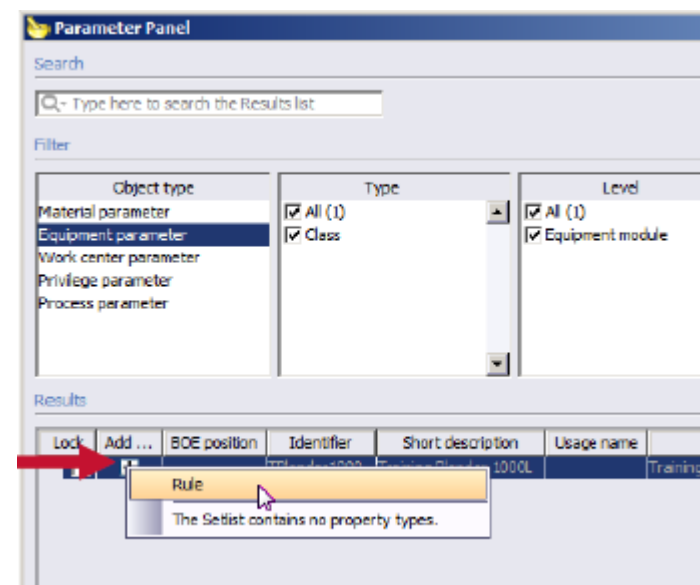 Parameter Panel
Search
Type here to search the Results list
Filter
Object type Type Level
Material parameter All (1) All (1)
Equipment parameter Class Equipment module
Work center parameter
Privilege parameter
Process parameter
Results
Lock Add ... BOE position Identifier Short description Usage name
1000L Training
Rule
The Setlist contains no property types.